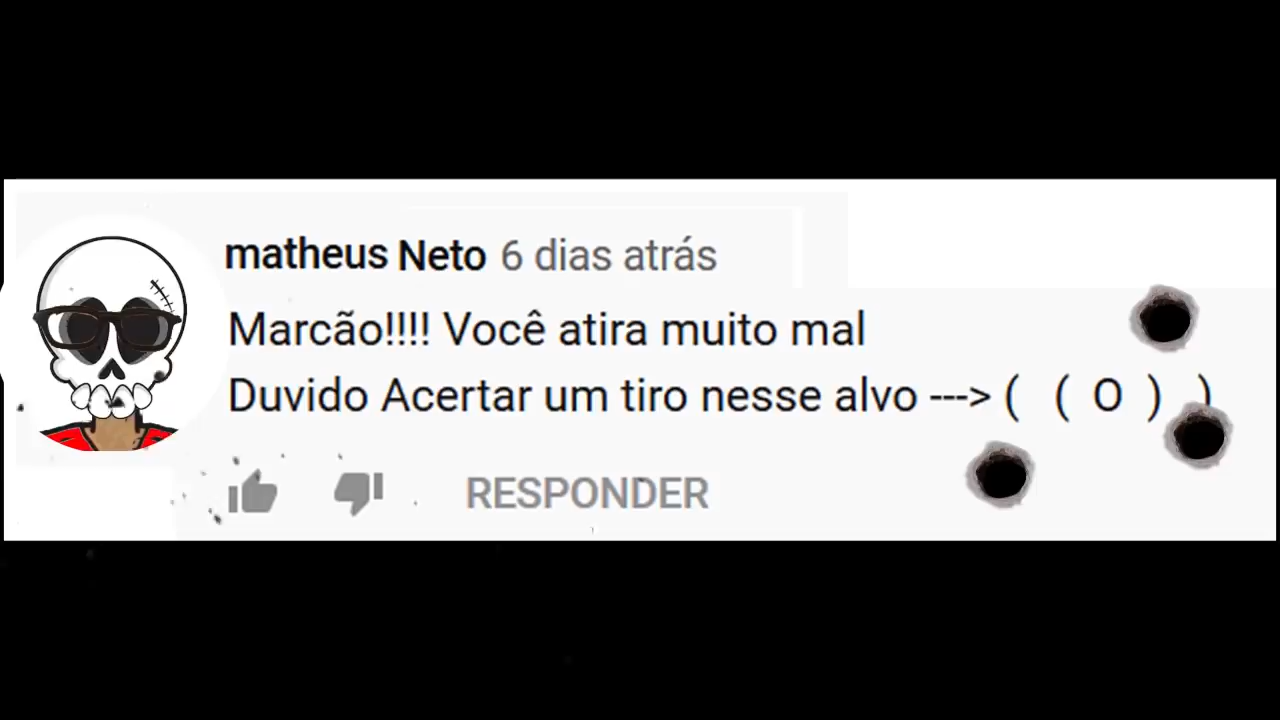 matheus Neto 6 dias atrás
Marcão!!!! Você atira muito mal
Duvido Acertar um tiro nesse alvo --->( ( O ) )
RESPONDER